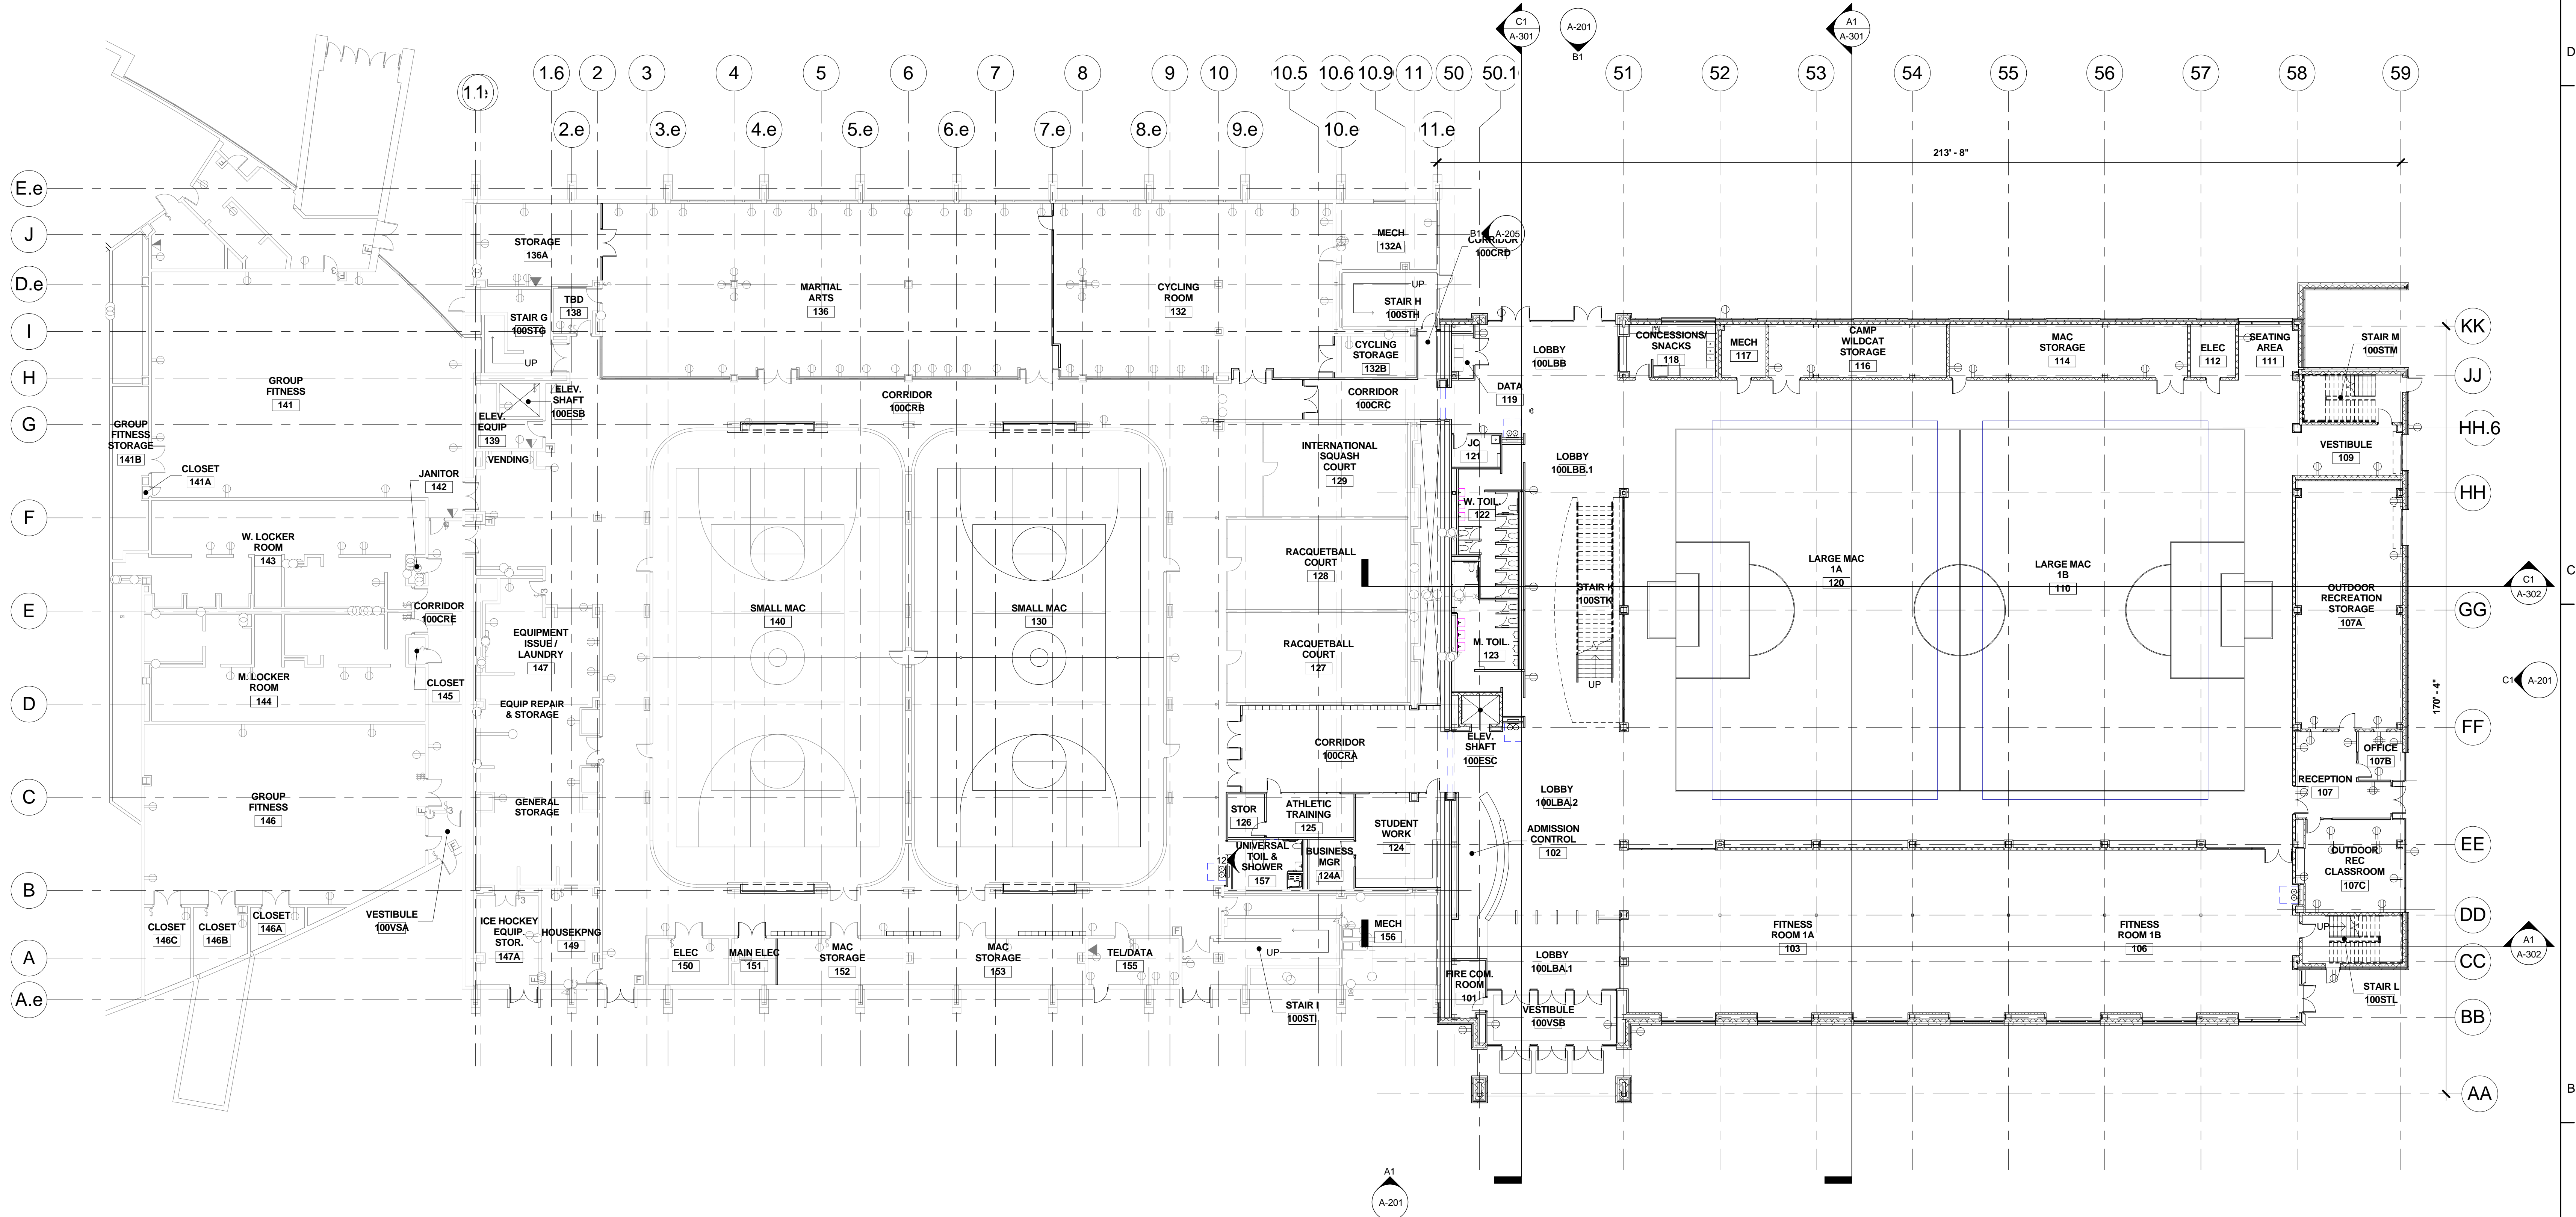 C1
A-301
A-201
B1
A1
A-301
D
1.6
2
3
4
5
6
7
8
9
10
10.5
10.6
10.9
11
50
50.1
51
52
53
54
55
56
57
58
59
2.e
3.e
4.e
5.e
6.e
7.e
8.e
9.e
10.e
11.e
213' - 8"
E.e
J
D.e
I
H
G
F
E
D
C
B
A
A.e
KK
JJ
HH.6
HH
GG
FF
EE
DD
CC
BB
AA
170' - 4"
STORAGE
136A
TBD
138
STAIR G
100STG
UP
MARTIAL
ARTS
136
CYCLING
ROOM
132
MECH
132A
B1
A-205
CORRIDOR
100CRD
UP
STAIR H
100STH
CYCLING
STORAGE
132B
LOBBY
100LBB
DATA
119
CONCESSIONS/
SNACKS
118
MECH
117
CAMP
WILDCAT
STORAGE
116
MAC
STORAGE
114
ELEC
112
SEATING
AREA
111
STAIR M
100STM
GROUP
FITNESS
141
ELEV.
SHAFT
100ESB
ELEV.
EQUIP
139
VENDING
CORRIDOR
100CRB
CORRIDOR
100CRC
GROUP
FITNESS
STORAGE
141B
CLOSET
141A
JANITOR
142
INTERNATIONAL
SQUASH
COURT
129
JC
121
LOBBY
100LBB.1
VESTIBULE
109
W. LOCKER
ROOM
143
W. TOIL.
122
RACQUETBALL
COURT
128
LARGE MAC
1A
120
LARGE MAC
1B
110
STAIR K
100STK
UP
OUTDOOR
RECREATION
STORAGE
107A
C1
A-302
C
CORRIDOR
100CRE
EQUIPMENT
ISSUE /
LAUNDRY
147
SMALL MAC
140
SMALL MAC
130
RACQUETBALL
COURT
127
M. TOIL.
123
M. LOCKER
ROOM
144
CLOSET
145
EQUIP REPAIR
& STORAGE
C1
A-201
CORRIDOR
100CRA
ELEV.
SHAFT
100ESC
OFFICE
107B
RECEPTION
107
GROUP
FITNESS
146
GENERAL
STORAGE
STOR
126
ATHLETIC
TRAINING
125
STUDENT
WORK
124
LOBBY
100LBA.2
ADMISSION
CONTROL
102
UNIVERSAL
TOIL &
SHOWER
157
BUSINESS
MGR
124A
OUTDOOR
REC
CLASSROOM
107C
CLOSET
146C
CLOSET
146B
CLOSET
146A
VESTIBULE
100VSA
ICE HOCKEY
EQUIP.
STOR.
147A
HOUSEKPNG
149
ELEC
150
MAIN ELEC
151
MAC
STORAGE
152
MAC
STORAGE
153
TEL/DATA
155
UP
MECH
156
STAIR I
100STI
LOBBY
100LBA.1
FIRE COM.
ROOM
101
VESTIBULE
100VSB
FITNESS
ROOM 1A
103
FITNESS
ROOM 1B
106
UP
A1
A-302
STAIR L
100STL
B
A1
A-201